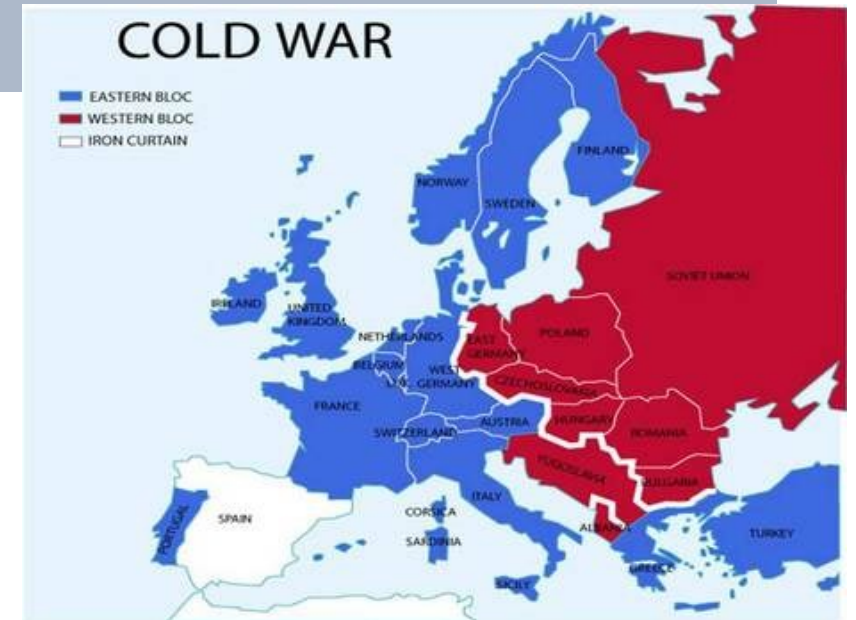 COLD WAR
EASTERN BLOC
WESTERN BLOC
IRON CURTAIN
FINLAND
NORWAY
SWEDEN
SOVIET UNION
IRELAND
UNITED
KINGDOM
NETHERLANDS
EAST
GERMANY
POLAND
BELGIUM
WEST
GERMANY
LUX.
CZECHOSLOVAKIA
FRANCE
SWITZERLAND
AUSTRIA
HUNGARY
ROMANIA
YUGOSLAVIA
BULGARIA
ITALY
CORSICA
SPAIN
PORTUGAL
SARDINIA
ALBANIA
TURKEY
GREECE
SICILY